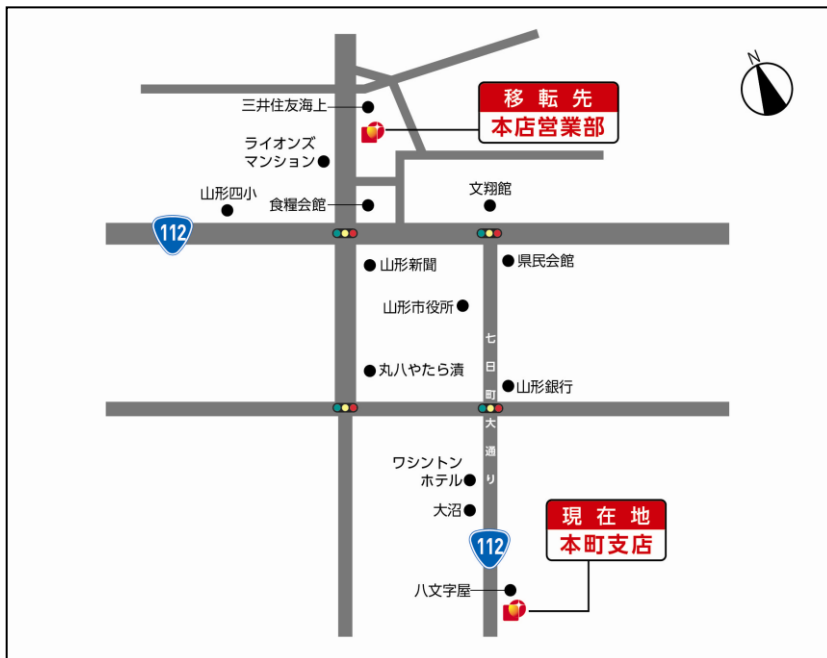 N
移転先
本店営業部
三井住友海上
ライオンズ
マンション
山形四小
食糧会館
文翔館
112
山形新聞
県民会館
山形市役所
七日町大通り
丸八やたら漬
山形銀行
ワシントン
ホテル
大沼
現在地
本町支店
112
八文字屋